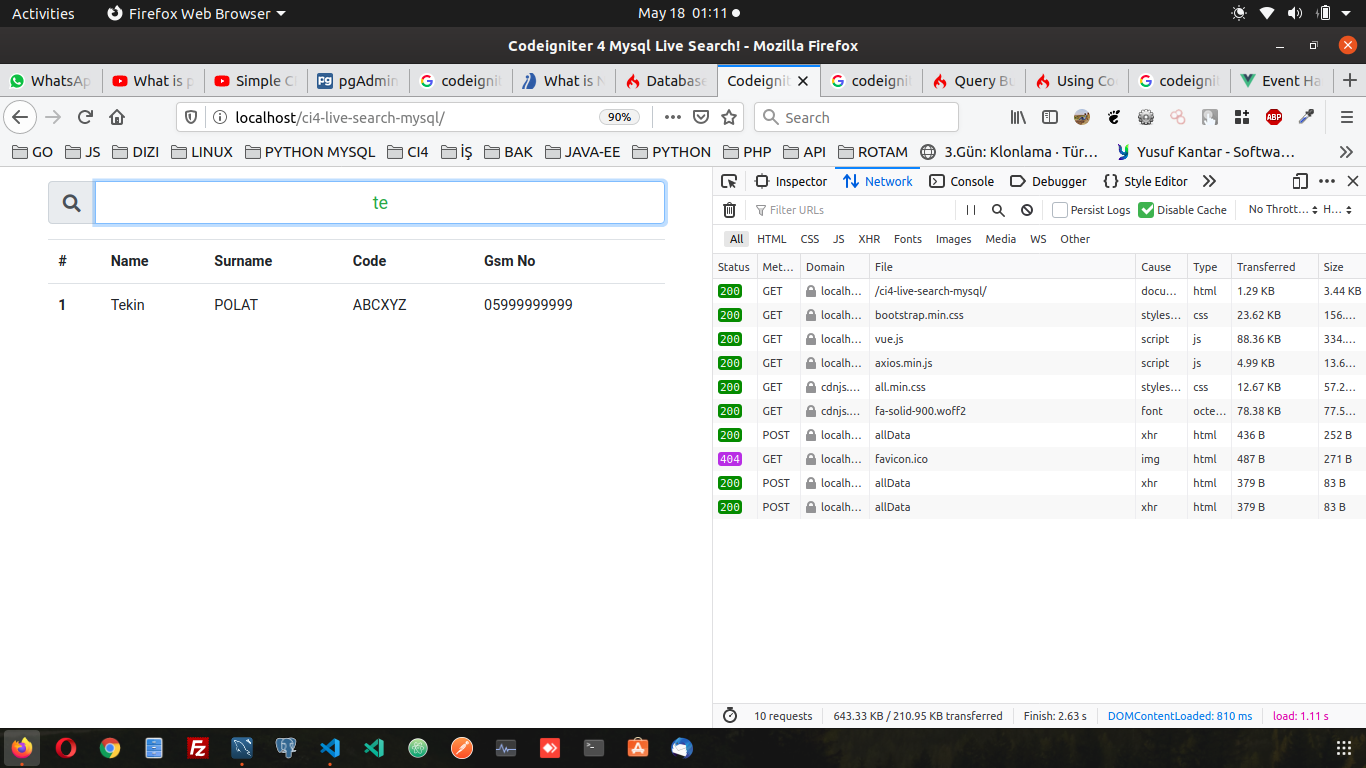 Activities Firefox Web Browser May 18 01:11
Codeigniter 4 Mysql Live Search! - Mozilla Firefox
WhatsAp What is p Simple C pgAdmin codeignit What is N Database Codeignit codeignit Query Bu Using Co codeignit Event Ha
localhost/ci4-live-search-mysql/ 90% Search
GO JS DIZI LINUX PYTHON MYSQL CI4 İŞ BAK JAVA-EE PYTHON PHP API ROTAM 3.Gün: Klonlama · Tür… Yusuf Kantar - Softwa…
te
# Name Surname Code Gsm No
1 Tekin POLAT ABCXYZ 05999999999
Inspector Network Console Debugger Style Editor
Filter URLs Persist Logs Disable Cache No Thrott… H…
All HTML CSS JS XHR Fonts Images Media WS Other
Status Met… Domain File Cause Type Transferred Size
200 GET localh… /ci4-live-search-mysql/ docu… html 1.29 KB 3.44 KB
200 GET localh… bootstrap.min.css styles… css 23.62 KB 156.…
200 GET localh… vue.js script js 88.36 KB 334.…
200 GET localh… axios.min.js script js 4.99 KB 13.6…
200 GET cdnjs.… all.min.css styles… css 12.67 KB 57.2…
200 GET cdnjs.… fa-solid-900.woff2 font octe… 78.38 KB 77.5…
200 POST localh… allData xhr html 436 B 252 B
404 GET localh… favicon.ico img html 487 B 271 B
200 POST localh… allData xhr html 379 B 83 B
200 POST localh… allData xhr html 379 B 83 B
10 requests 643.33 KB / 210.95 KB transferred Finish: 2.63 s DOMContentLoaded: 810 ms load: 1.11 s